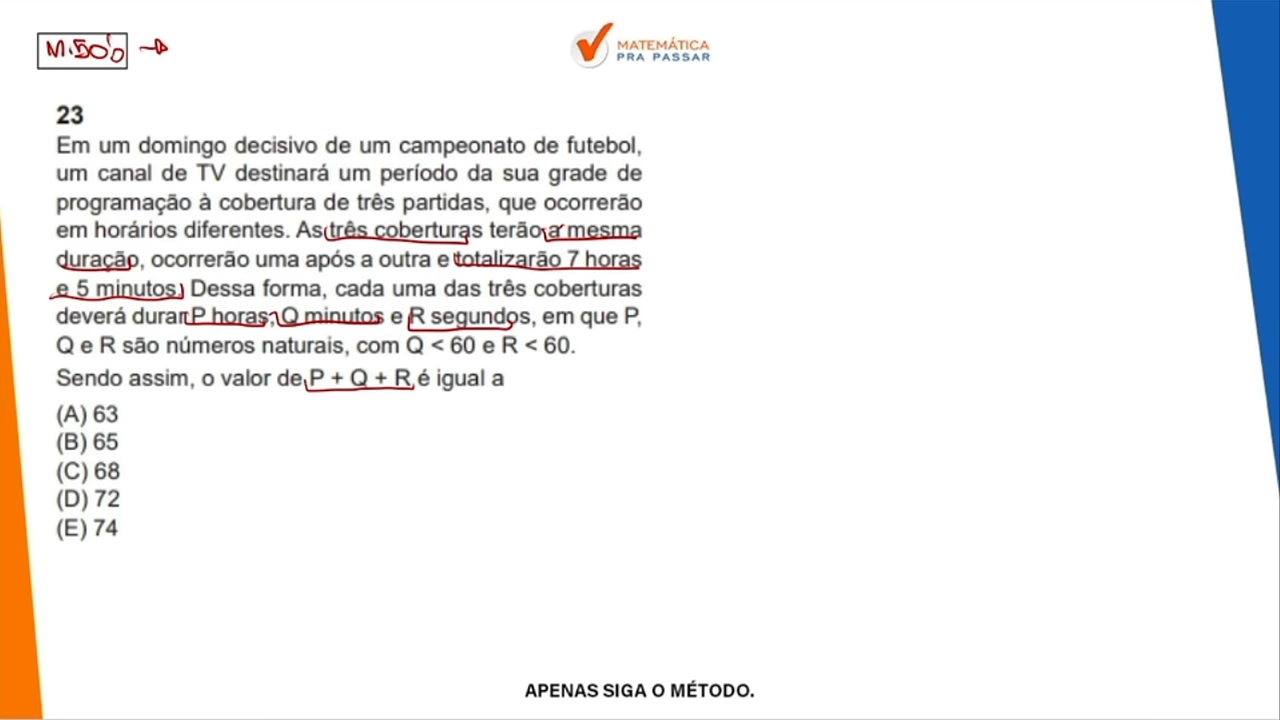 MATEMÁTICA
PRA PASSAR
23
Em um domingo decisivo de um campeonato de futebol,
um canal de TV destinará um período da sua grade de
programação à cobertura de três partidas, que ocorrerão
em horários diferentes. As três coberturas terão a mesma
duração, ocorrerão uma após a outra e totalizarão 7 horas
e 5 minutos. Dessa forma, cada uma das três coberturas
deverá durar P horas, Q minutos e R segundos, em que P,
Q e R são números naturais, com Q < 60 e R < 60.
Sendo assim, o valor de P + Q + R é igual a
(A) 63
(B) 65
(C) 68
(D) 72
(E) 74
APENAS SIGA O MÉTODO.